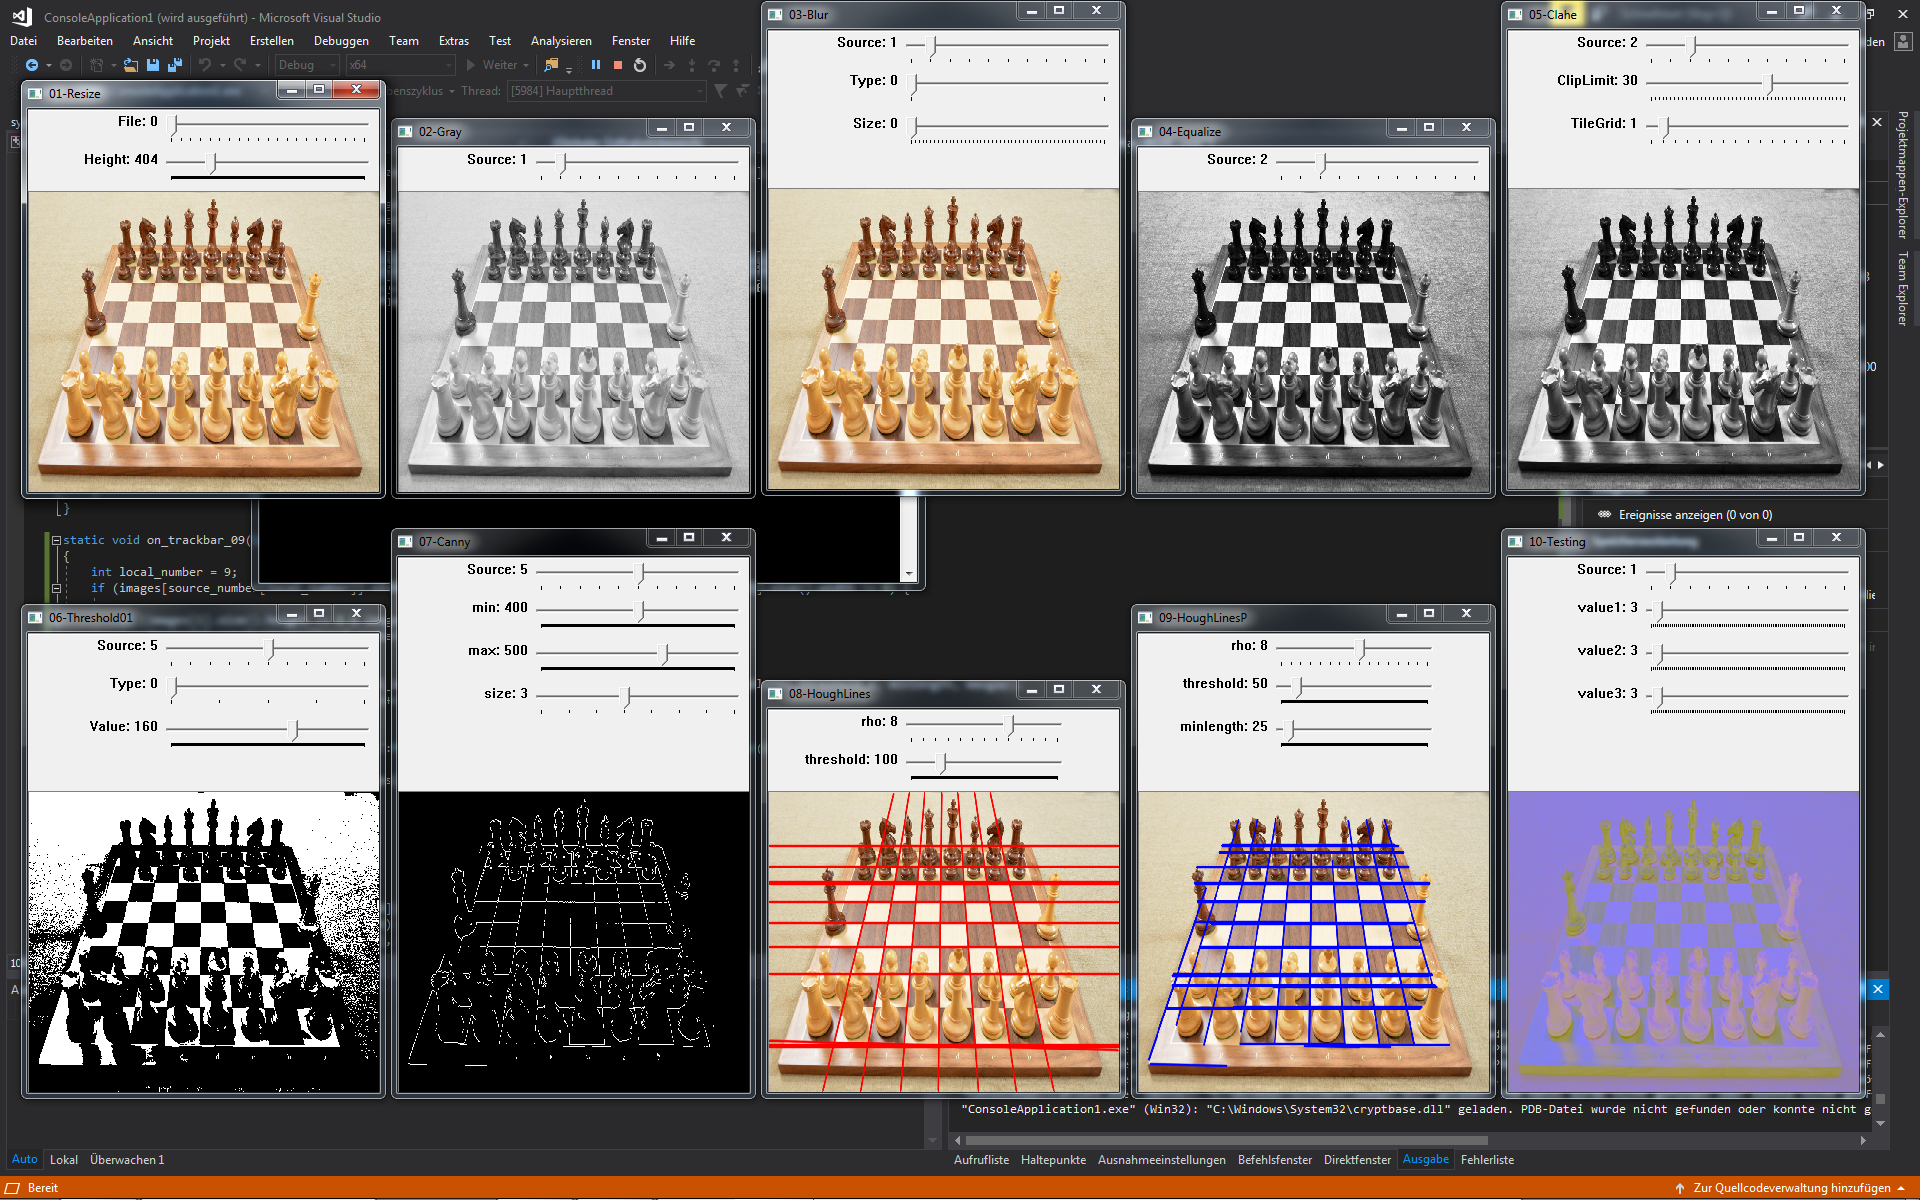 ConsoleApplication1 (wird ausgeführt) - Microsoft Visual Studio
Datei Bearbeiten Ansicht Projekt Erstellen Debuggen Team Extras Test Analysieren Fenster Hilfe
Debug x64 Weiter
Thread: [5984] Hauptthread
01-Resize
File: 0
Height: 404
02-Gray
Source: 1
03-Blur
Source: 1
Type: 0
Size: 0
04-Equalize
Source: 2
05-Clahe
Source: 2
ClipLimit: 30
TileGrid: 1
Projektmappen-Explorer
Team Explorer
Ereignisse anzeigen (0 von 0)
}
static void on_trackbar_09(
{
int local_number = 9;
if (images[source_numbe
06-Threshold01
Source: 5
Type: 0
Value: 160
07-Canny
Source: 5
min: 400
max: 500
size: 3
08-HoughLines
rho: 8
threshold: 100
09-HoughLinesP
rho: 8
threshold: 50
minlength: 25
10-Testing
Source: 1
value1: 3
value2: 3
value3: 3
"ConsoleApplication1.exe" (Win32): "C:\Windows\System32\cryptbase.dll" geladen. PDB-Datei wurde nicht gefunden oder konnte nicht g
Auto Lokal Überwachen 1
Aufrufliste Haltepunkte Ausnahmeeinstellungen Befehlsfenster Direktfenster Ausgabe Fehlerliste
Bereit
Zur Quellcodeverwaltung hinzufügen